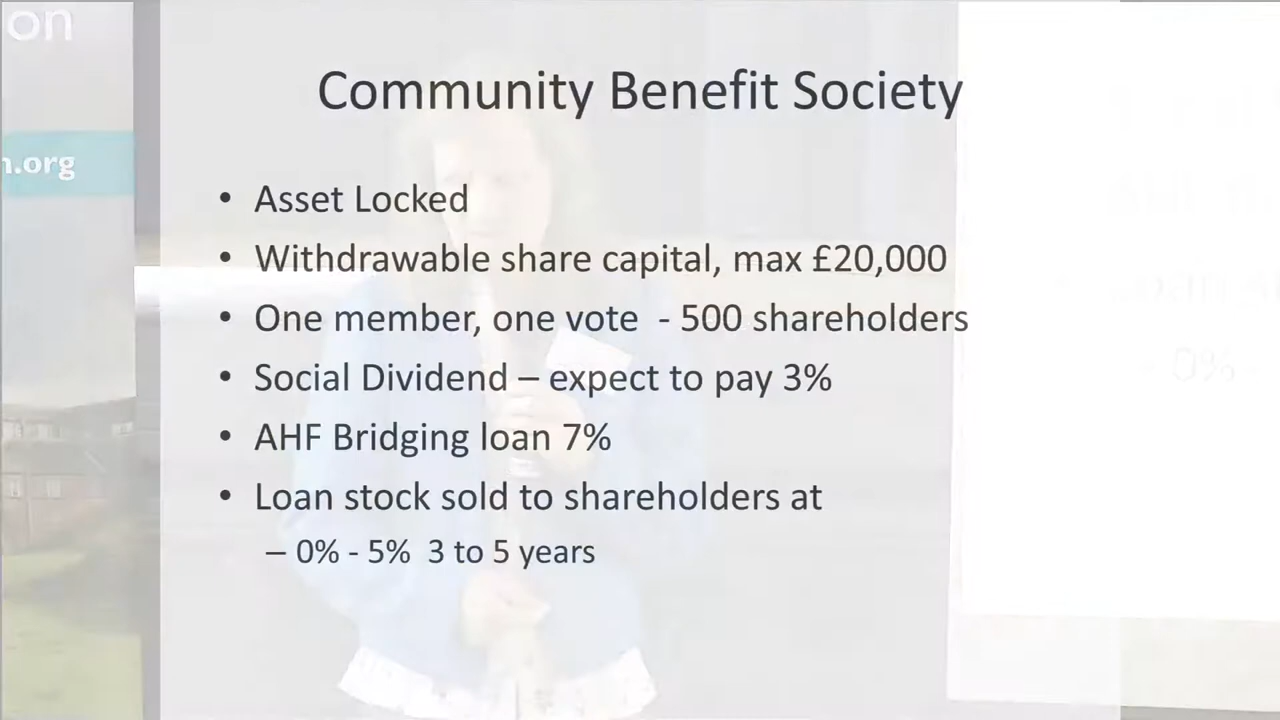 on
n.org
Community Benefit Society
• Asset Locked
• Withdrawable share capital, max £20,000
• One member, one vote - 500 shareholders
• Social Dividend – expect to pay 3%
• AHF Bridging loan 7%
• Loan stock sold to shareholders at
– 0% - 5% 3 to 5 years
0%